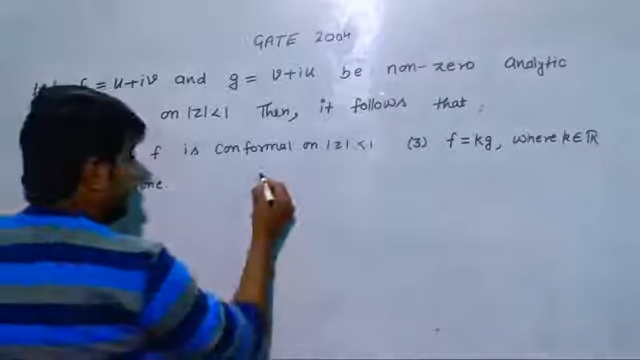 GATE 2004
f = u+iv and g = v+iu be non-zero analytic
on |z|<1 Then, it follows that :
f is conformal on |z|<1 (3) f = kg, where k∈ℝ